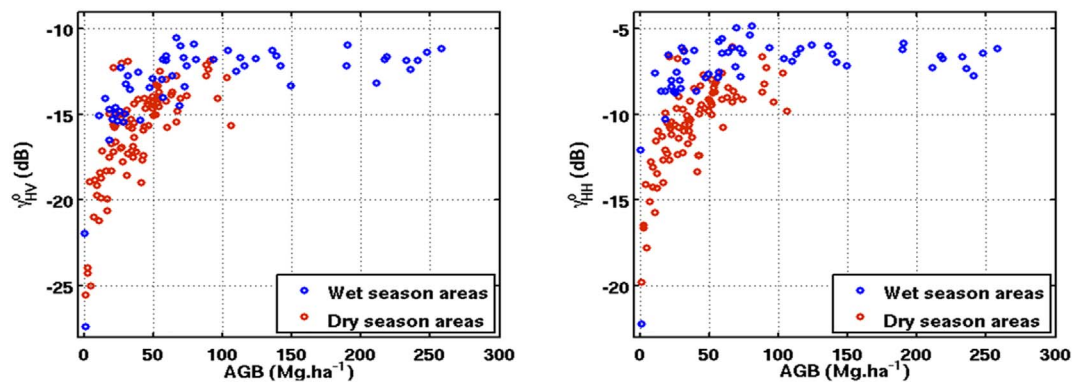 -10
-15
-20
-25
γ⁰HV (dB)
0 50 100 150 200 250 300
AGB (Mg.ha⁻¹)
Wet season areas
Dry season areas
-5
-10
-15
-20
γ⁰HH (dB)
0 50 100 150 200 250 300
AGB (Mg.ha⁻¹)
Wet season areas
Dry season areas